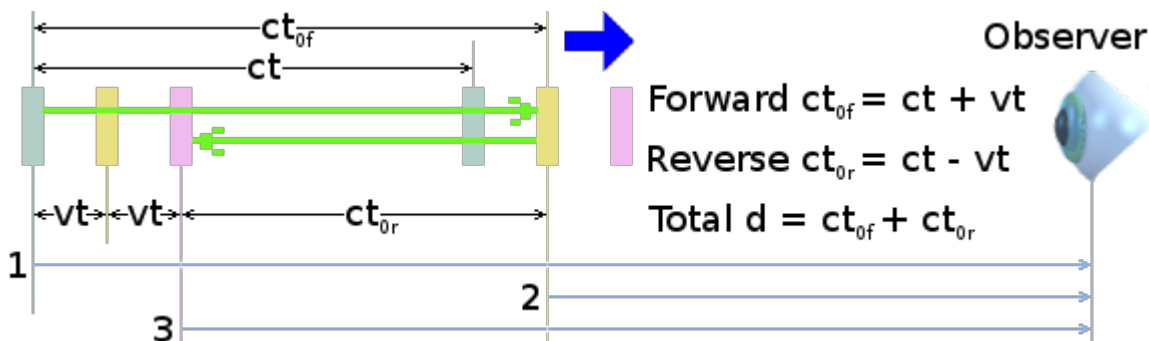 ct₀f
Observer
ct
Forward ct₀f = ct + vt
Reverse ct₀r = ct - vt
vt
vt
ct₀r
Total d = ct₀f + ct₀r
1
2
3